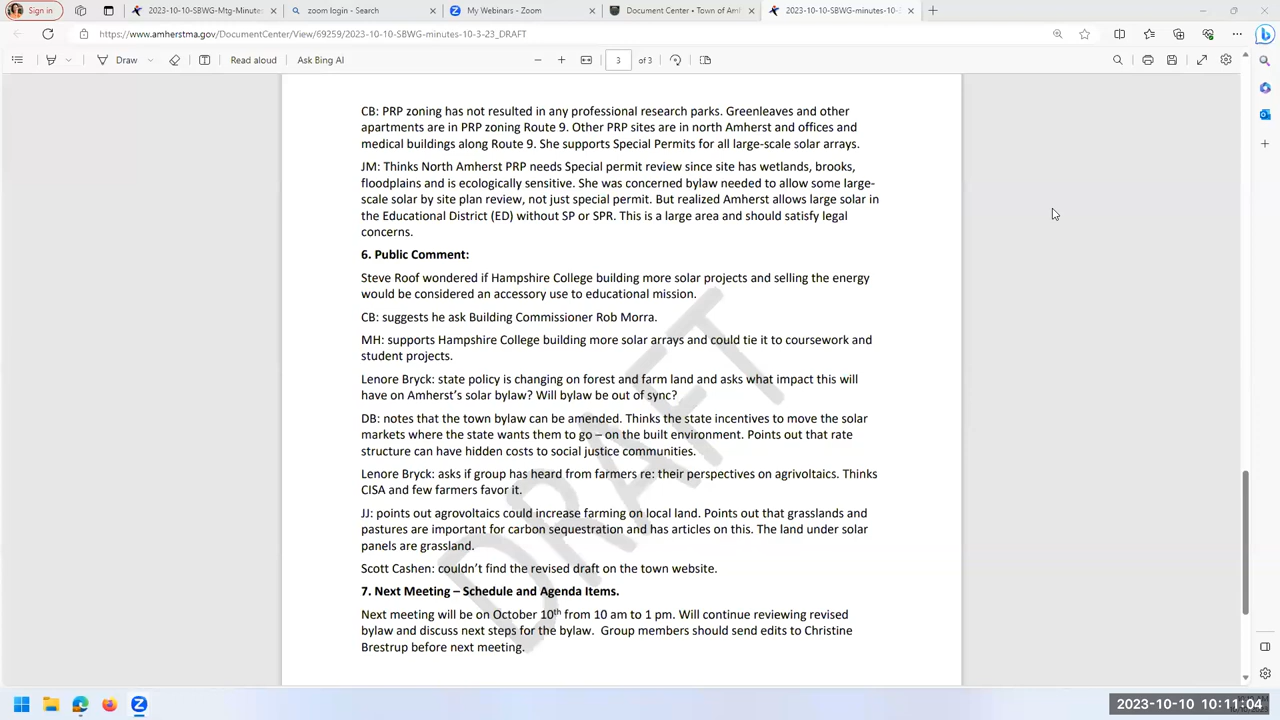 Sign in
2023-10-10-SBWG-Mtg-Minutes
zoom login - Search
My Webinars - Zoom
Document Center • Town of Am
2023-10-10-SBWG-minutes-10-3
https://www.amherstma.gov/DocumentCenter/View/69259/2023-10-10-SBWG-minutes-10-3-23_DRAFT
Draw
Read aloud
Ask Bing AI
3 of 3
CB: PRP zoning has not resulted in any professional research parks. Greenleaves and other
apartments are in PRP zoning Route 9. Other PRP sites are in north Amherst and offices and
medical buildings along Route 9. She supports Special Permits for all large-scale solar arrays.
JM: Thinks North Amherst PRP needs Special permit review since site has wetlands, brooks,
floodplains and is ecologically sensitive. She was concerned bylaw needed to allow some large-
scale solar by site plan review, not just special permit. But realized Amherst allows large solar in
the Educational District (ED) without SP or SPR. This is a large area and should satisfy legal
concerns.
6. Public Comment:
Steve Roof wondered if Hampshire College building more solar projects and selling the energy
would be considered an accessory use to educational mission.
CB: suggests he ask Building Commissioner Rob Morra.
MH: supports Hampshire College building more solar arrays and could tie it to coursework and
student projects.
Lenore Bryck: state policy is changing on forest and farm land and asks what impact this will
have on Amherst's solar bylaw? Will bylaw be out of sync?
DB: notes that the town bylaw can be amended. Thinks the state incentives to move the solar
markets where the state wants them to go – on the built environment. Points out that rate
structure can have hidden costs to social justice communities.
Lenore Bryck: asks if group has heard from farmers re: their perspectives on agrivoltaics. Thinks
CISA and few farmers favor it.
JJ: points out agrovoltaics could increase farming on local land. Points out that grasslands and
pastures are important for carbon sequestration and has articles on this. The land under solar
panels are grassland.
Scott Cashen: couldn't find the revised draft on the town website.
7. Next Meeting – Schedule and Agenda Items.
Next meeting will be on October 10th from 10 am to 1 pm. Will continue reviewing revised
bylaw and discuss next steps for the bylaw. Group members should send edits to Christine
Brestrup before next meeting.
DRAFT
2023-10-10 10:11:04